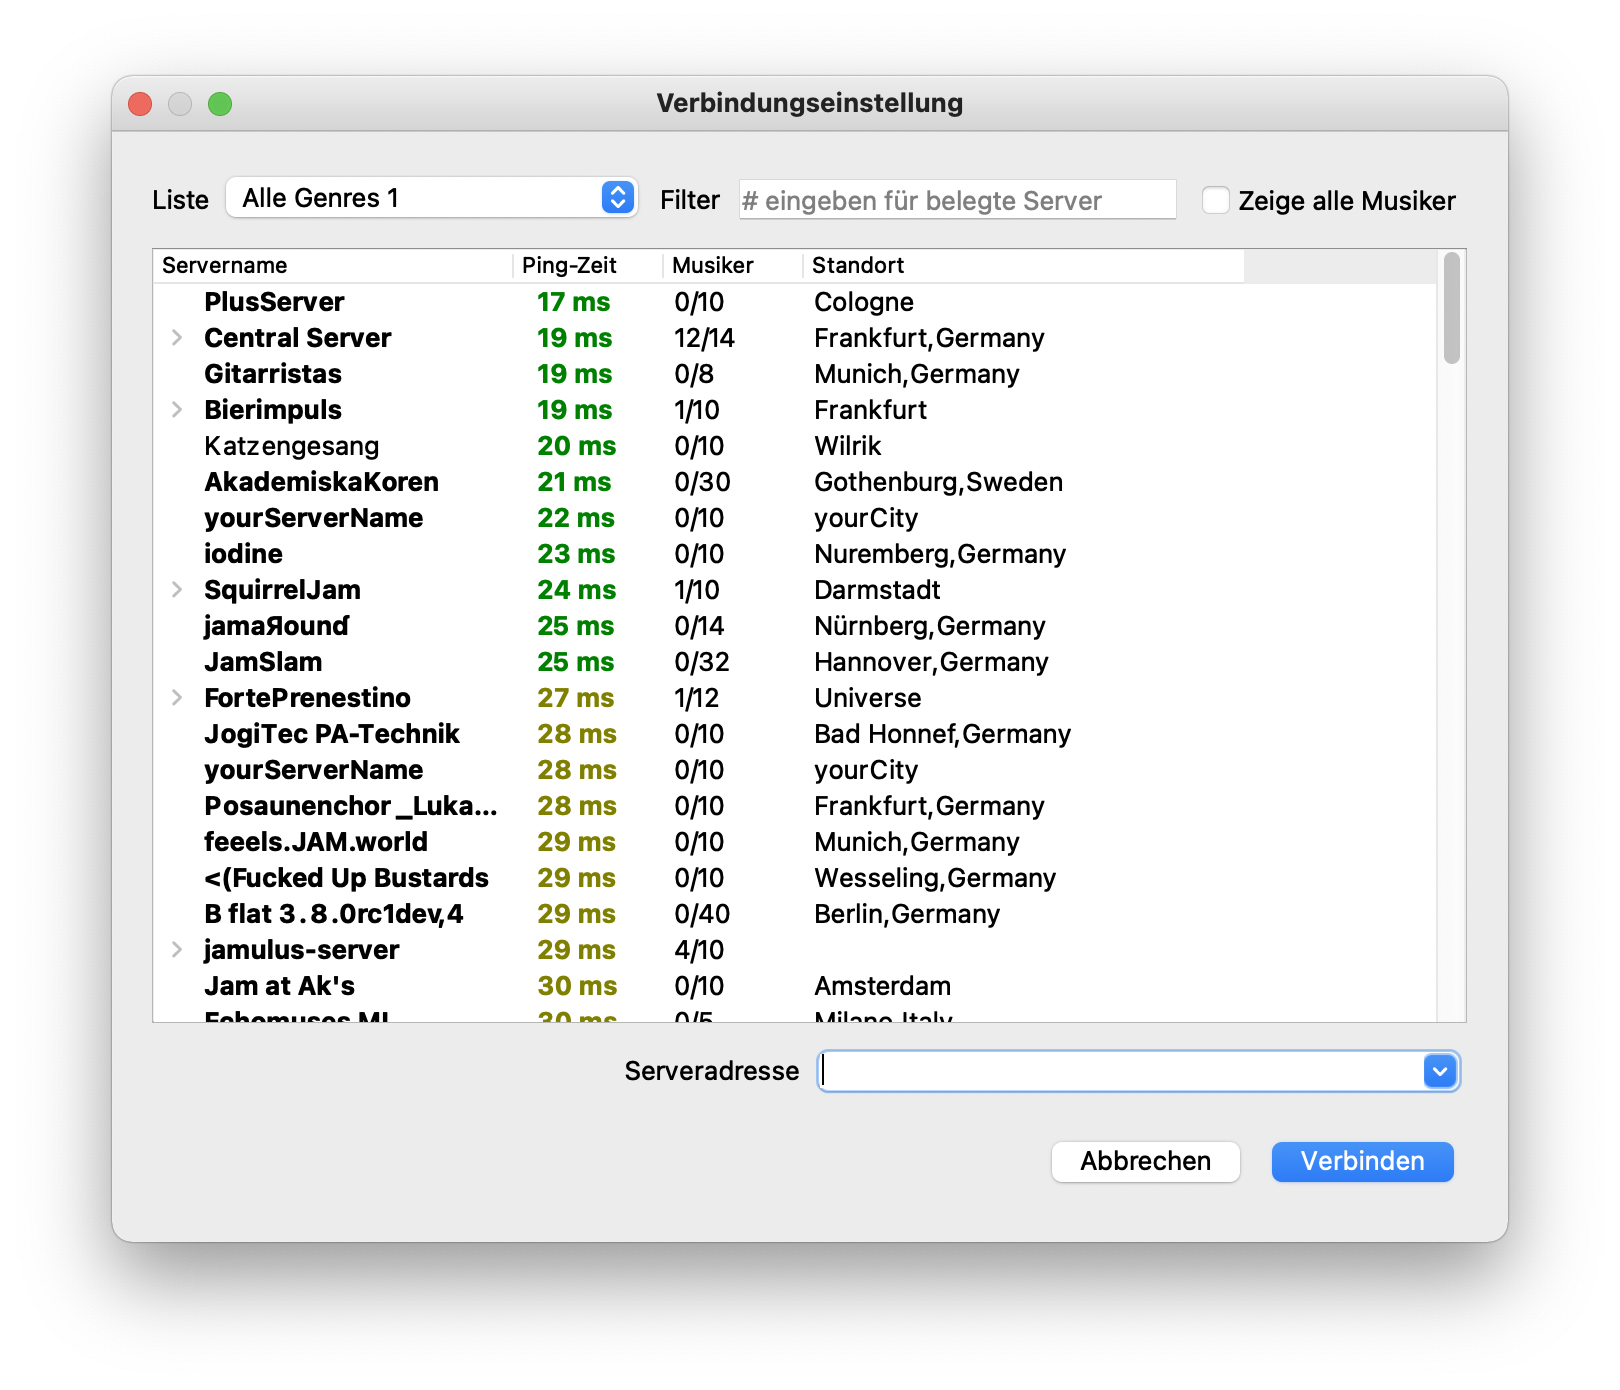 Verbindungseinstellung
Liste Alle Genres 1 Filter # eingeben für belegte Server Zeige alle Musiker
Servername Ping-Zeit Musiker Standort
PlusServer 17 ms 0/10 Cologne
Central Server 19 ms 12/14 Frankfurt,Germany
Gitarristas 19 ms 0/8 Munich,Germany
Bierimpuls 19 ms 1/10 Frankfurt
Katzengesang 20 ms 0/10 Wilrik
AkademiskaKoren 21 ms 0/30 Gothenburg,Sweden
yourServerName 22 ms 0/10 yourCity
iodine 23 ms 0/10 Nuremberg,Germany
SquirrelJam 24 ms 1/10 Darmstadt
jamaЯounɗ 25 ms 0/14 Nürnberg,Germany
JamSlam 25 ms 0/32 Hannover,Germany
FortePrenestino 27 ms 1/12 Universe
JogiTec PA-Technik 28 ms 0/10 Bad Honnef,Germany
yourServerName 28 ms 0/10 yourCity
Posaunenchor_Luka... 28 ms 0/10 Frankfurt,Germany
feeels.JAM.world 29 ms 0/10 Munich,Germany
<(Fucked Up Bustards 29 ms 0/10 Wesseling,Germany
B flat 3.8.0rc1dev,4 29 ms 0/40 Berlin,Germany
jamulus-server 29 ms 4/10
Jam at Ak's 30 ms 0/10 Amsterdam
Echomuses MI 30 ms 0/5 Milano,Italy
Serveradresse
Abbrechen Verbinden